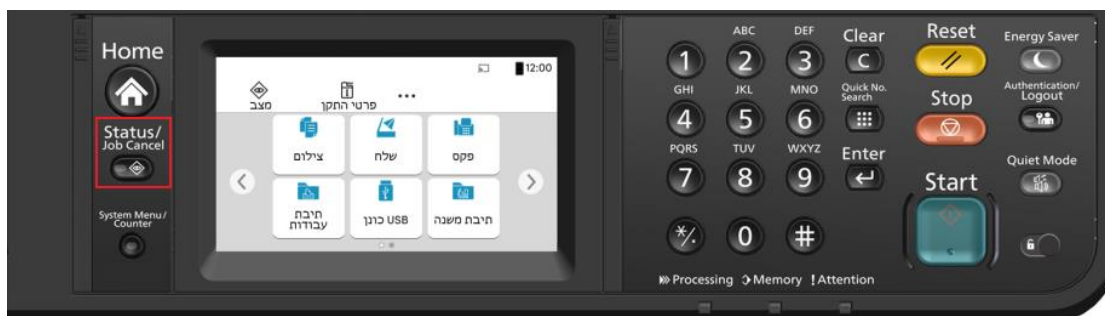 Home
Status/
Job Cancel
System Menu/
Counter
12:00
מצב
פרטי התקן
...
צילום
שלח
פקס
תיבת
עבודות
כונן USB
תיבת משנה
ABC
DEF
Clear
1
2
3
C
GHI
JKL
MNO
Quick No.
Search
4
5
6
PQRS
TUV
WXYZ
Enter
7
8
9
*/.
0
#
Processing
Memory
! Attention
Reset
Energy Saver
Stop
Authentication/
Logout
Start
Quiet Mode